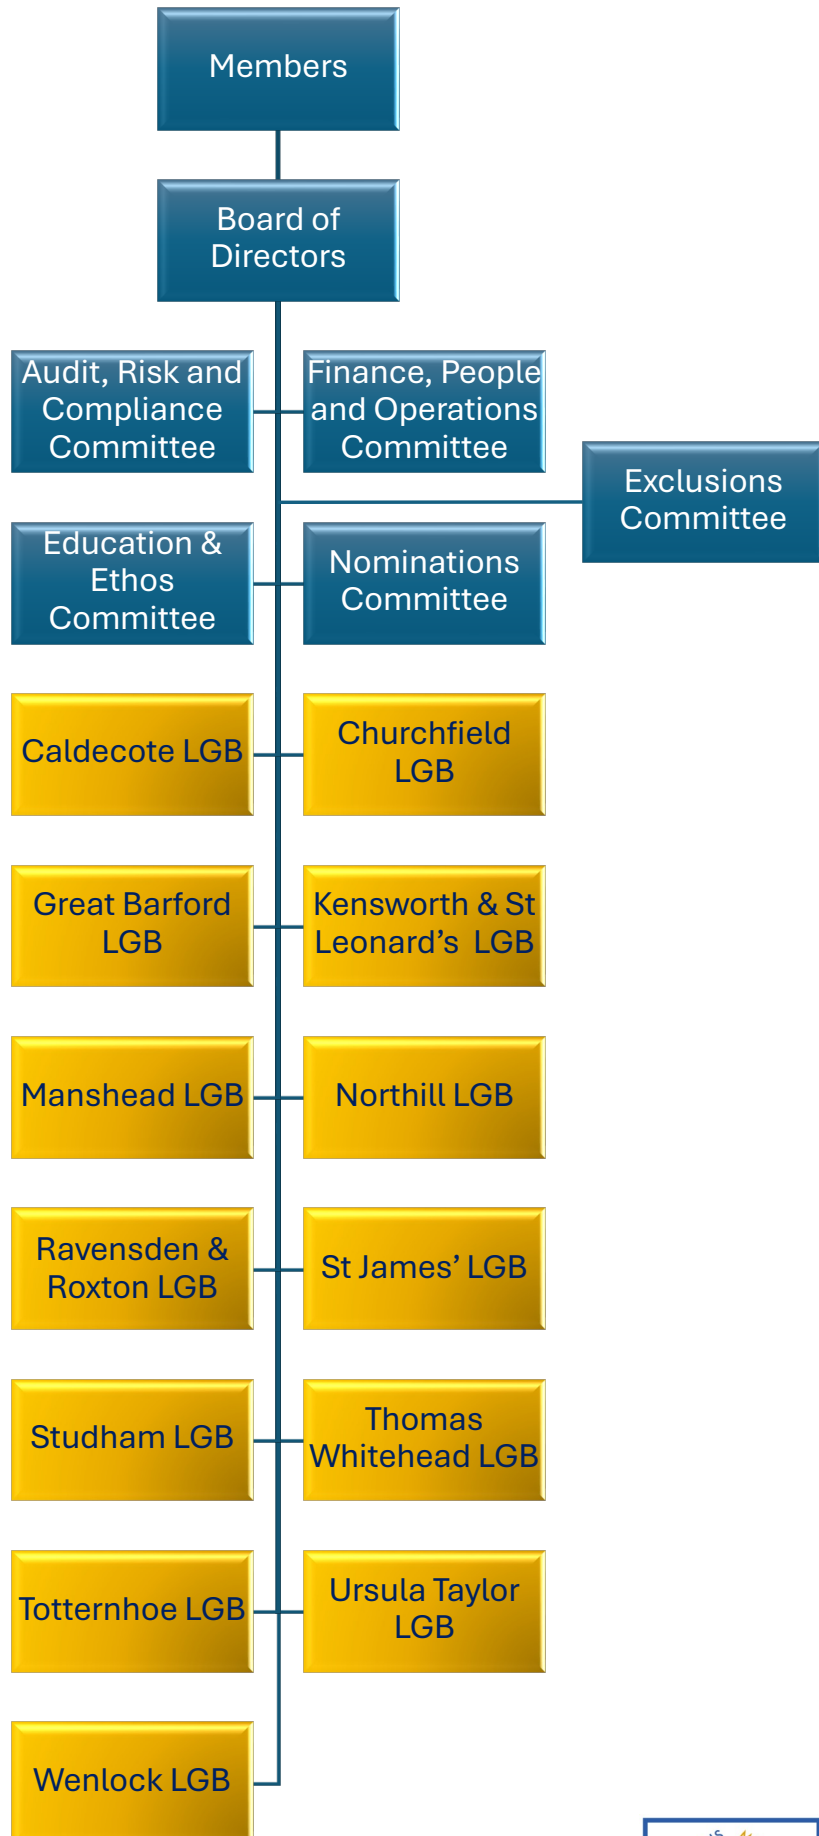 Members
Board of
Directors
Audit, Risk and
Compliance
Committee
Finance, People
and Operations
Committee
Exclusions
Committee
Education &
Ethos
Committee
Nominations
Committee
Caldecote LGB
Churchfield
LGB
Great Barford
LGB
Kensworth & St
Leonard’s  LGB
Manshead LGB
Northill LGB
Ravensden &
Roxton LGB
St James’ LGB
Studham LGB
Thomas
Whitehead LGB
Totternhoe LGB
Ursula Taylor
LGB
Wenlock LGB